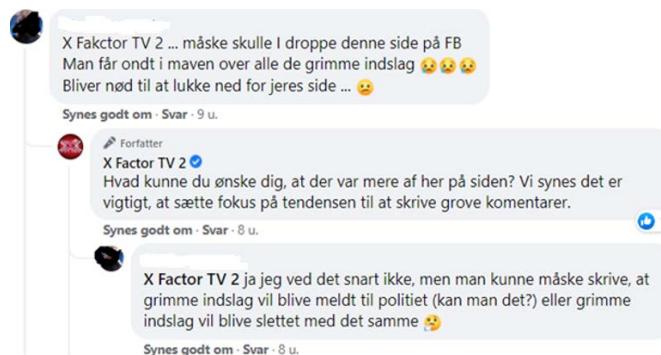 X Fakctor TV 2 ... måske skulle I droppe denne side på FB
Man får ondt i maven over alle de grimme indslag 😢😢😢
Bliver nød til at lukke ned for jeres side ... 😕
Synes godt om · Svar · 9 u.
Forfatter
X Factor TV 2
Hvad kunne du ønske dig, at der var mere af her på siden? Vi synes det er
vigtigt, at sætte fokus på tendensen til at skrive grove komentarer.
Synes godt om · Svar · 8 u.
X Factor TV 2 ja jeg ved det snart ikke, men man kunne måske skrive, at
grimme indslag vil blive meldt til politiet (kan man det?) eller grimme
indslag vil blive slettet med det samme 🤔
Synes godt om · Svar · 8 u.